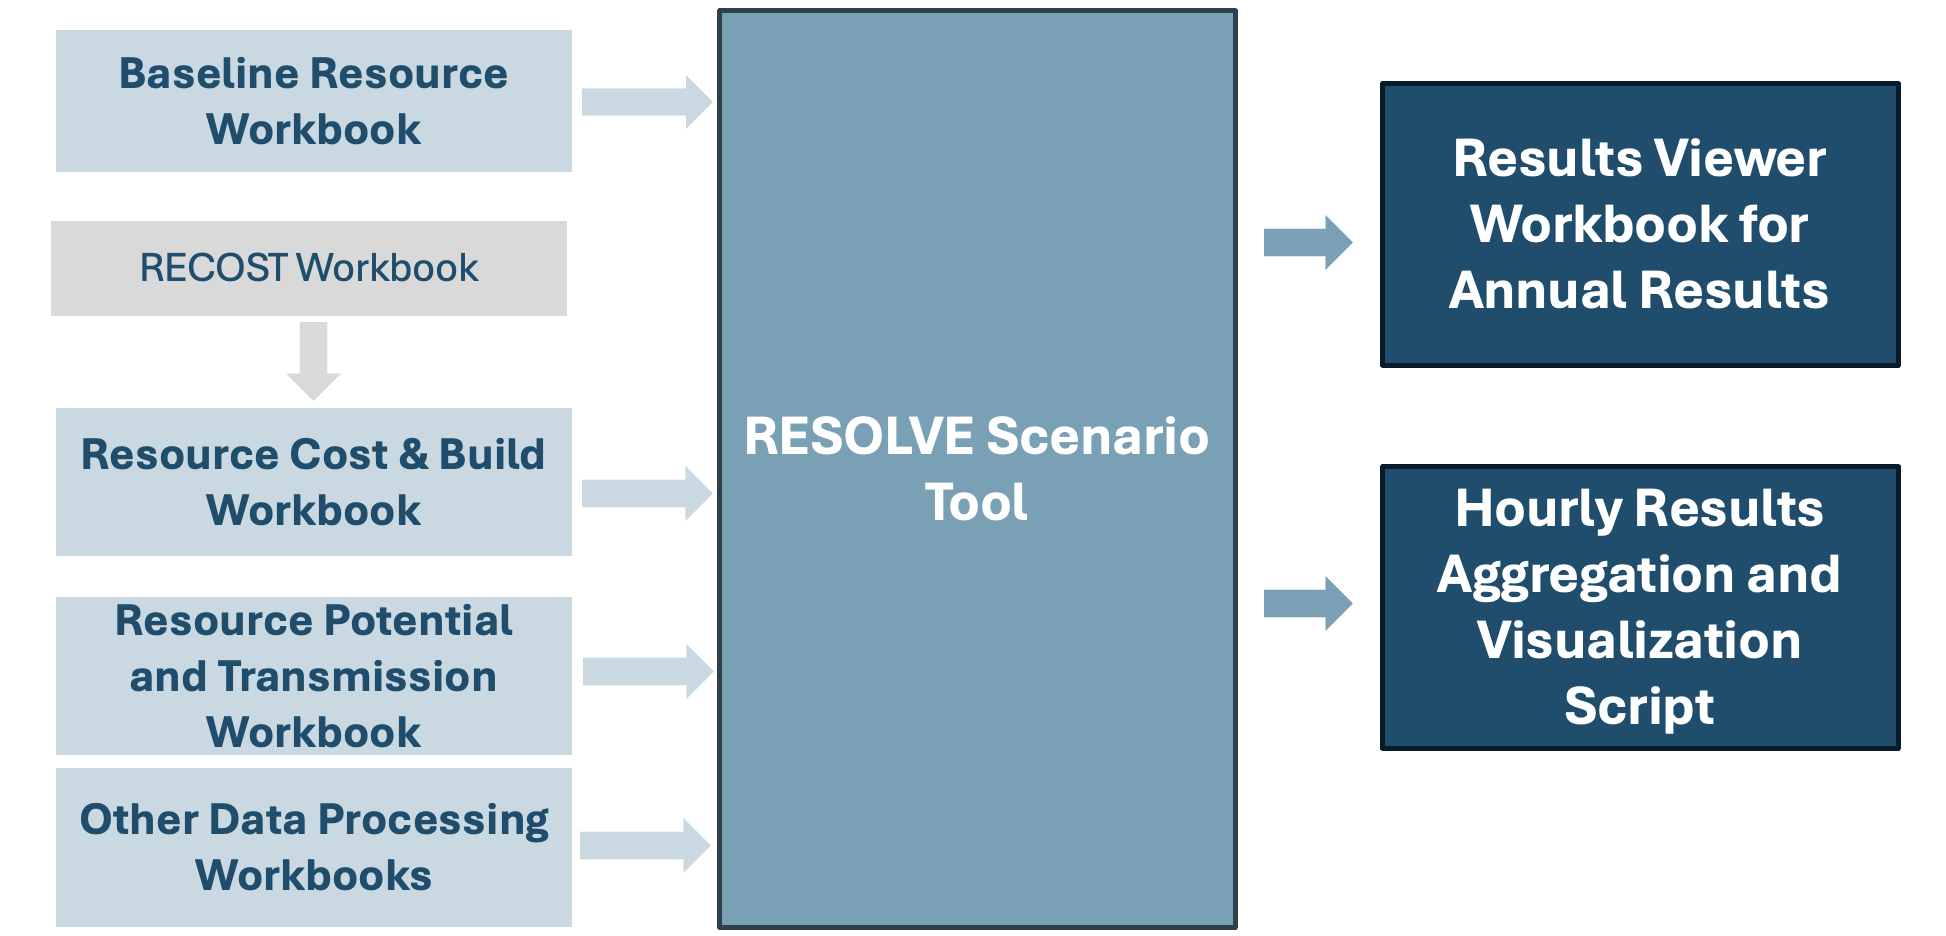 Baseline Resource
Workbook
RECOST Workbook
Resource Cost & Build
Workbook
Resource Potential
and Transmission
Workbook
Other Data Processing
Workbooks
RESOLVE Scenario
Tool
Results Viewer
Workbook for
Annual Results
Hourly Results
Aggregation and
Visualization
Script